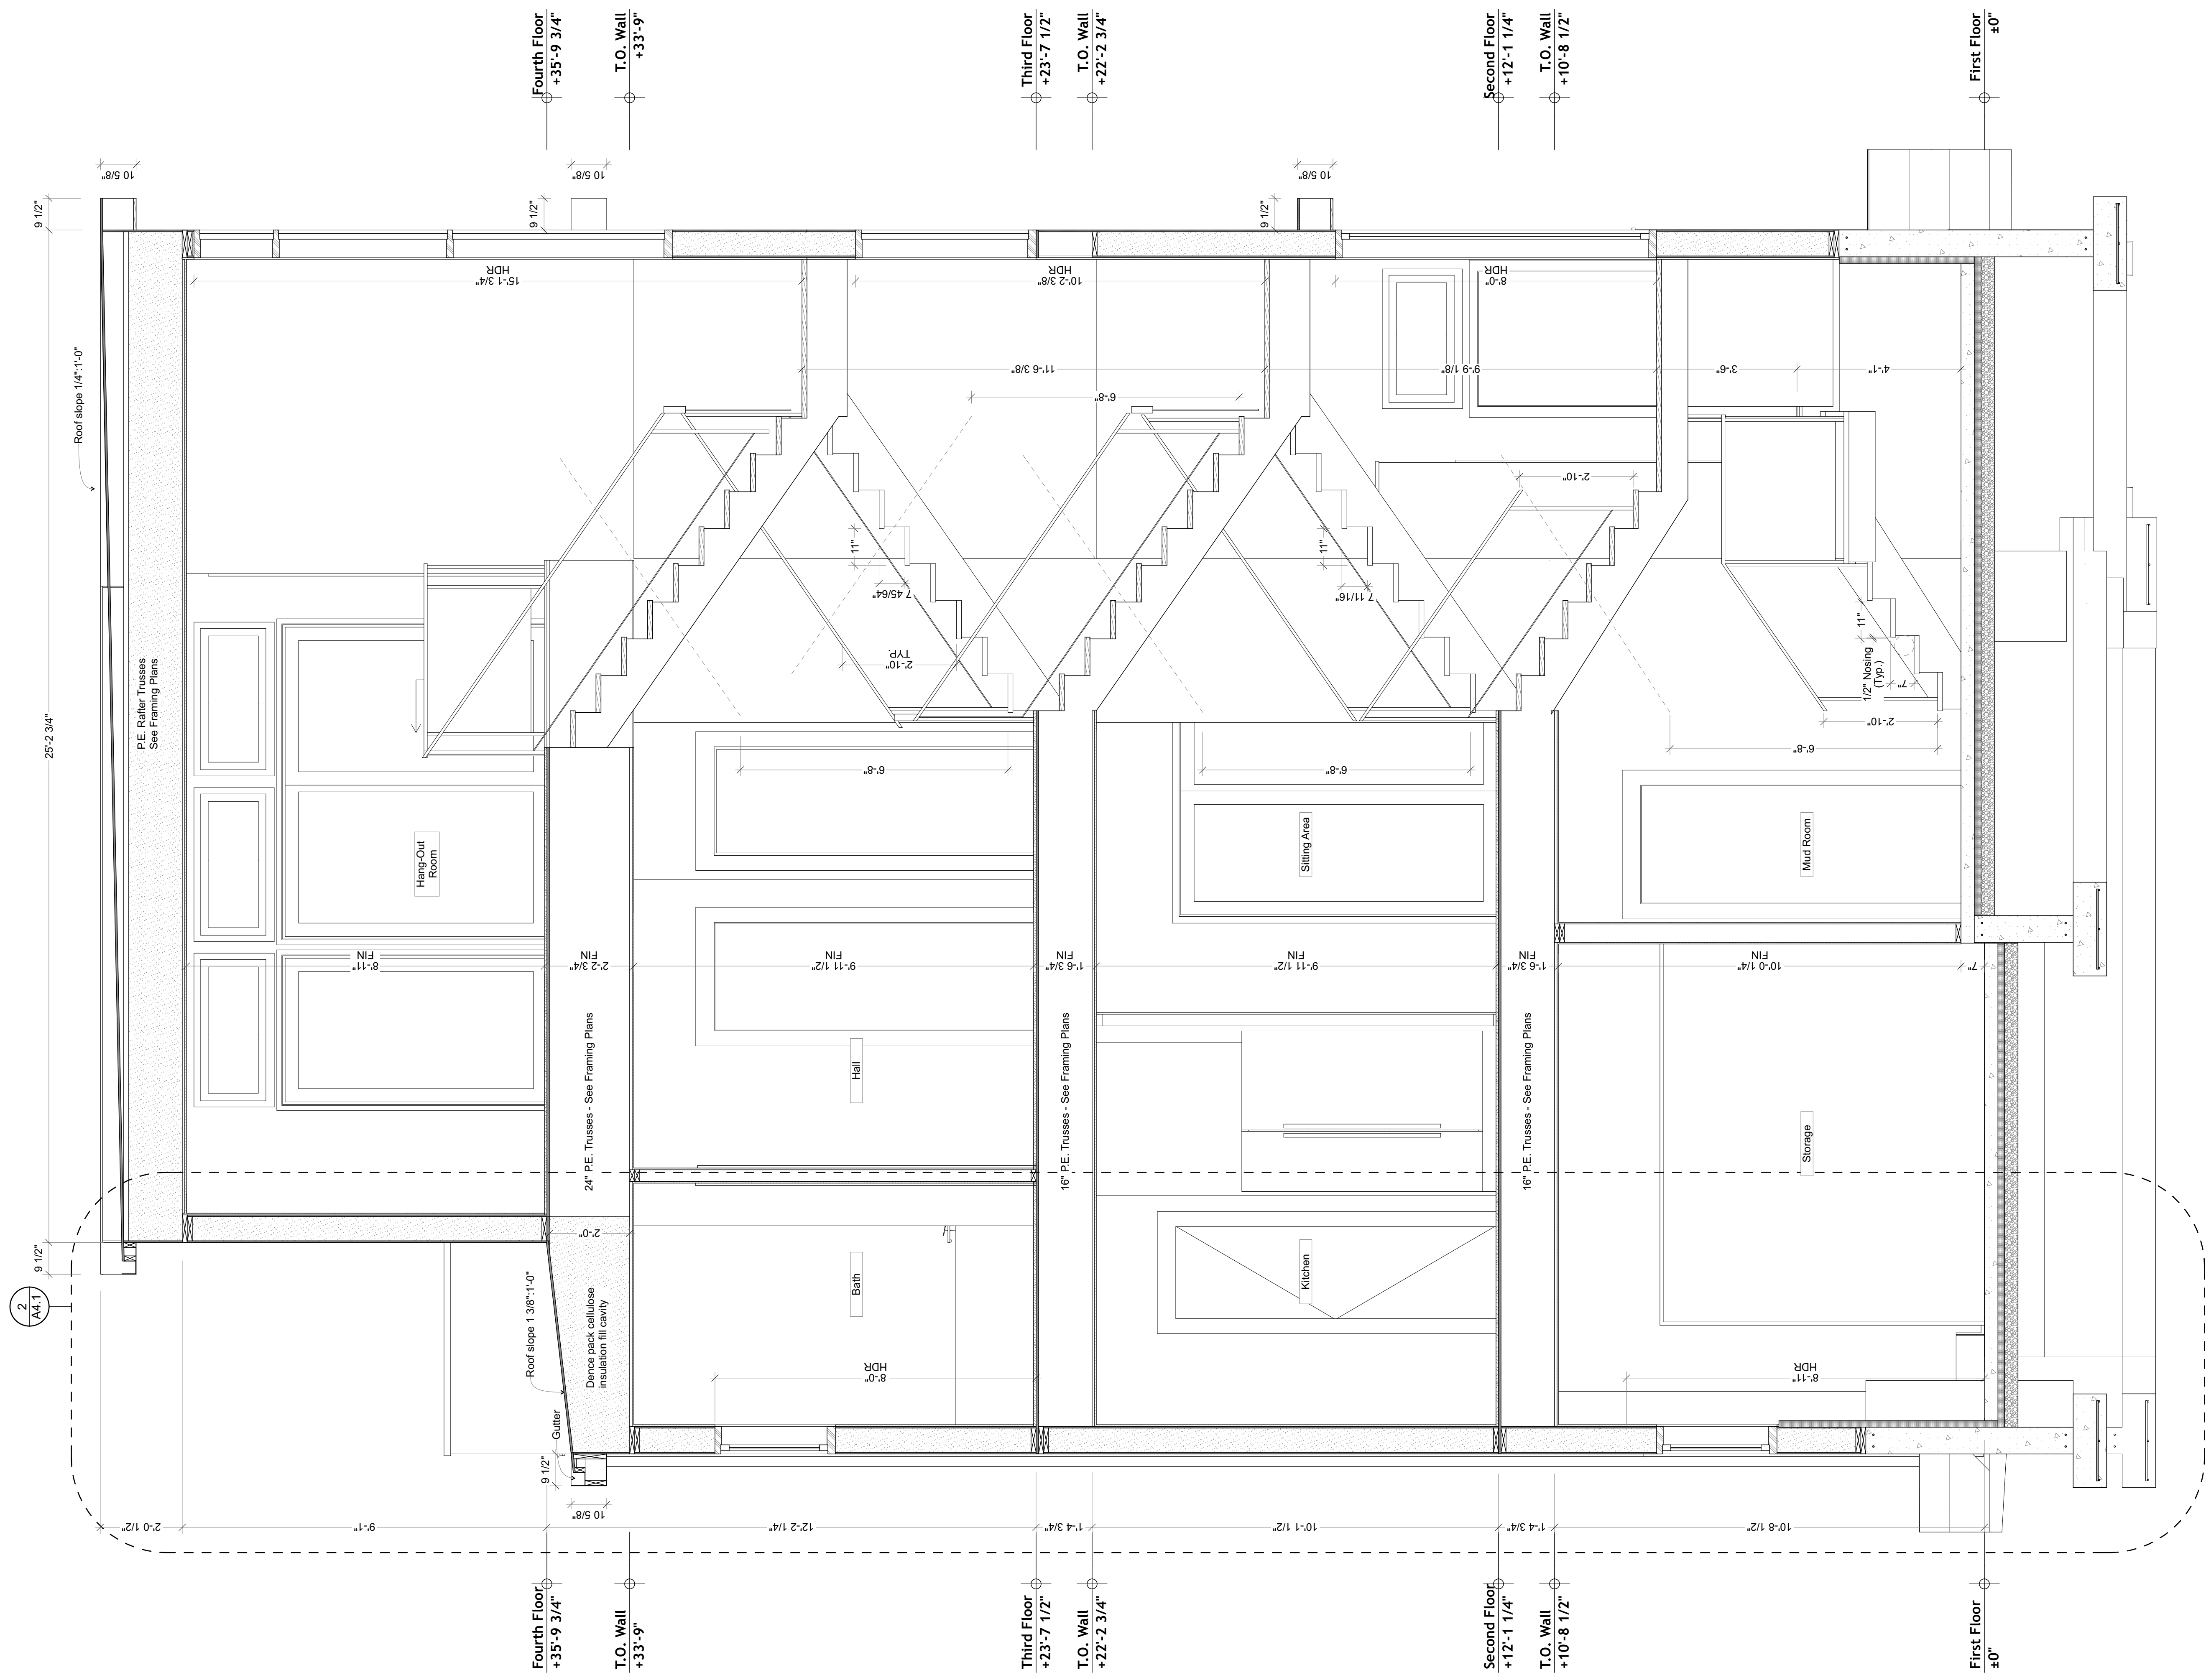 Roof slope 1/4":1'-0"
9 1/2"
25'-2 3/4"
9 1/2"
10 5/8"
P.E. Rafter Trusses
See Framing Plans
2
A4.1
2'-0 1/2"
9'-1"
12'-2 1/4"
1'-4 3/4"
10'-1 1/2"
1'-4 3/4"
10'-8 1/2"
Fourth Floor
+35'-9 3/4"
T.O. Wall
+33'-9"
Third Floor
+23'-7 1/2"
T.O. Wall
+22'-2 3/4"
Second Floor
+12'-1 1/4"
T.O. Wall
+10'-8 1/2"
First Floor
±0"
Fourth Floor
+35'-9 3/4"
T.O. Wall
+33'-9"
Third Floor
+23'-7 1/2"
T.O. Wall
+22'-2 3/4"
Second Floor
+12'-1 1/4"
T.O. Wall
+10'-8 1/2"
First Floor
±0"
Hang-Out
Room
8'-11"
FIN
15'-1 3/4"
HDR
9 1/2"
10 5/8"
Roof slope 1 3/8":1'-0"
Gutter
9 1/2"
10 5/8"
Dence pack cellulose
insulation fill cavity
2'-0"
24" P.E. Trusses - See Framing Plans
2'-2 3/4"
FIN
Bath
Hall
8'-0"
HDR
9'-11 1/2"
FIN
6'-8"
2'-10"
TYP.
7 45/64"
11"
6'-8"
11'-6 3/8"
10'-2 3/8"
HDR
16" P.E. Trusses - See Framing Plans
1'-6 3/4"
FIN
Kitchen
Sitting Area
9'-11 1/2"
FIN
6'-8"
7 11/16"
11"
2'-10"
9'-9 1/8"
8'-0"
HDR
9 1/2"
10 5/8"
16" P.E. Trusses - See Framing Plans
1'-6 3/4"
FIN
Storage
Mud Room
8'-11"
HDR
10'-0 1/4"
FIN
7"
6'-8"
2'-10"
1/2" Nosing
(Typ.)
7"
11"
3'-6"
4'-1"